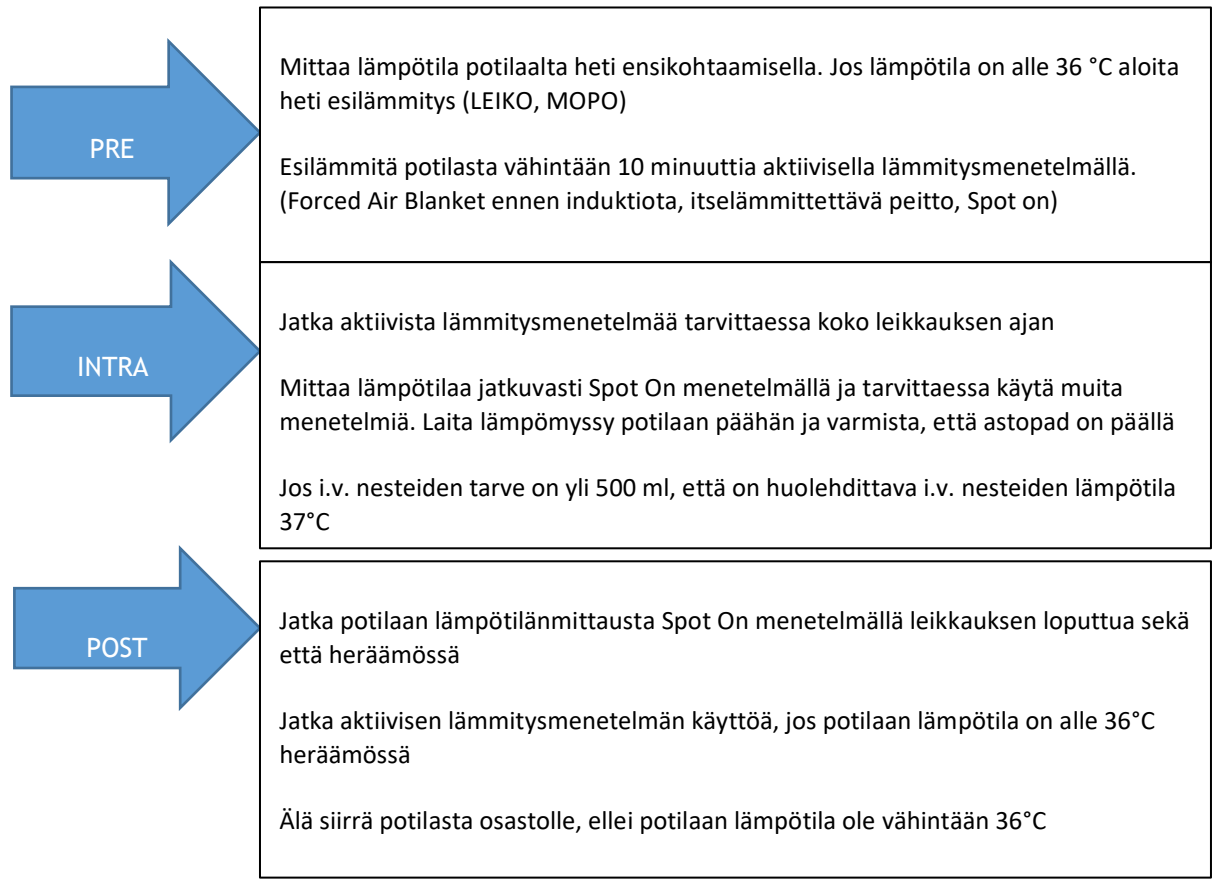 PRE
Mittaa lämpötila potilaalta heti ensikohtaamisella. Jos lämpötila on alle 36 °C aloita
heti esilämmitys (LEIKO, MOPO)
Esilämmitä potilasta vähintään 10 minuuttia aktiivisella lämmitysmenetelmällä.
(Forced Air Blanket ennen induktiota, itselämmittettävä peitto, Spot on)
INTRA
Jatka aktiivista lämmitysmenetelmää tarvittaessa koko leikkauksen ajan
Mittaa lämpötilaa jatkuvasti Spot On menetelmällä ja tarvittaessa käytä muita
menetelmiä. Laita lämpömyssy potilaan päähän ja varmista, että astopad on päällä
Jos i.v. nesteiden tarve on yli 500 ml, että on huolehdittava i.v. nesteiden lämpötila
37°C
POST
Jatka potilaan lämpötilänmittausta Spot On menetelmällä leikkauksen loputtua sekä
että heräämössä
Jatka aktiivisen lämmitysmenetelmän käyttöä, jos potilaan lämpötila on alle 36°C
heräämössä
Älä siirrä potilasta osastolle, ellei potilaan lämpötila ole vähintään 36°C